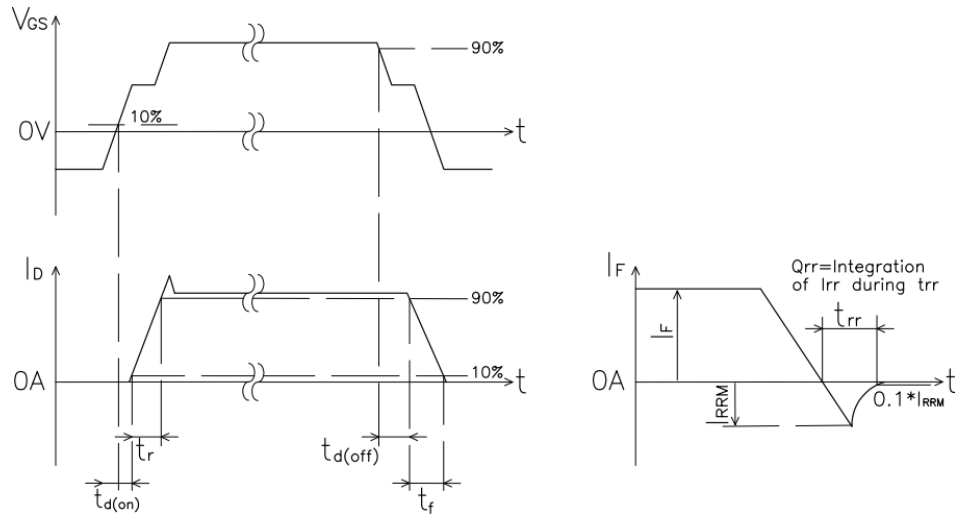 VGS
90%
10%
0V
t
ID
90%
10%
0A
t
tr
td(off)
td(on)
tf
IF
Qrr=Integration
of Irr during trr
trr
IF
0A
t
IRRM
0.1*IRRM